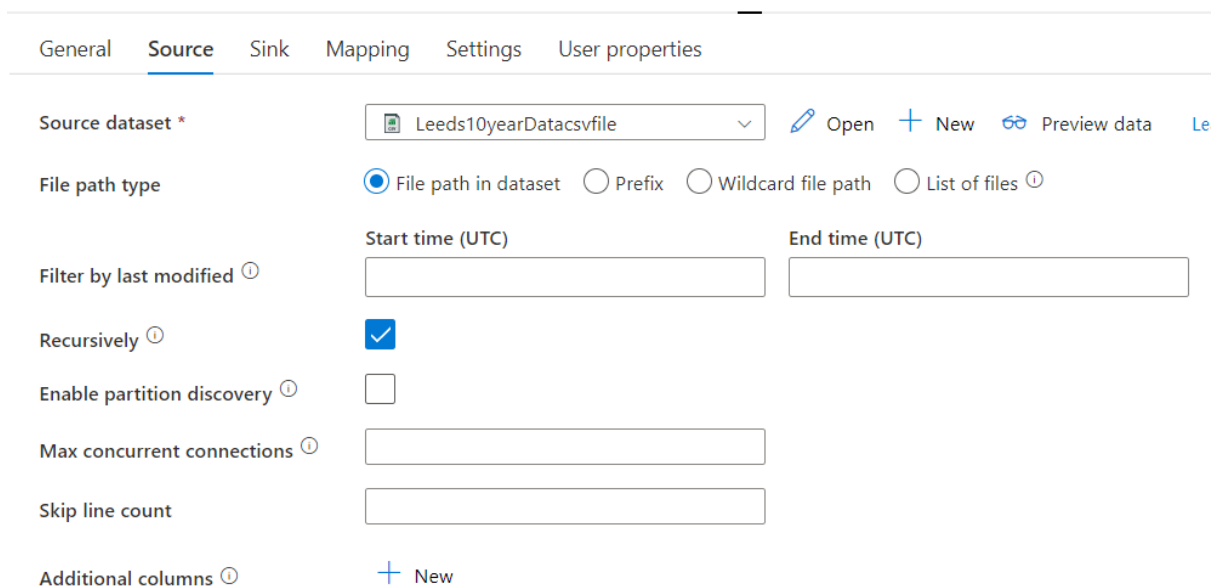 General Source Sink Mapping Settings User properties
Source dataset * Leeds10yearDatacsvfile Open New Preview data Le
File path type File path in dataset Prefix Wildcard file path List of files
Start time (UTC) End time (UTC)
Filter by last modified
Recursively
Enable partition discovery
Max concurrent connections
Skip line count
Additional columns New